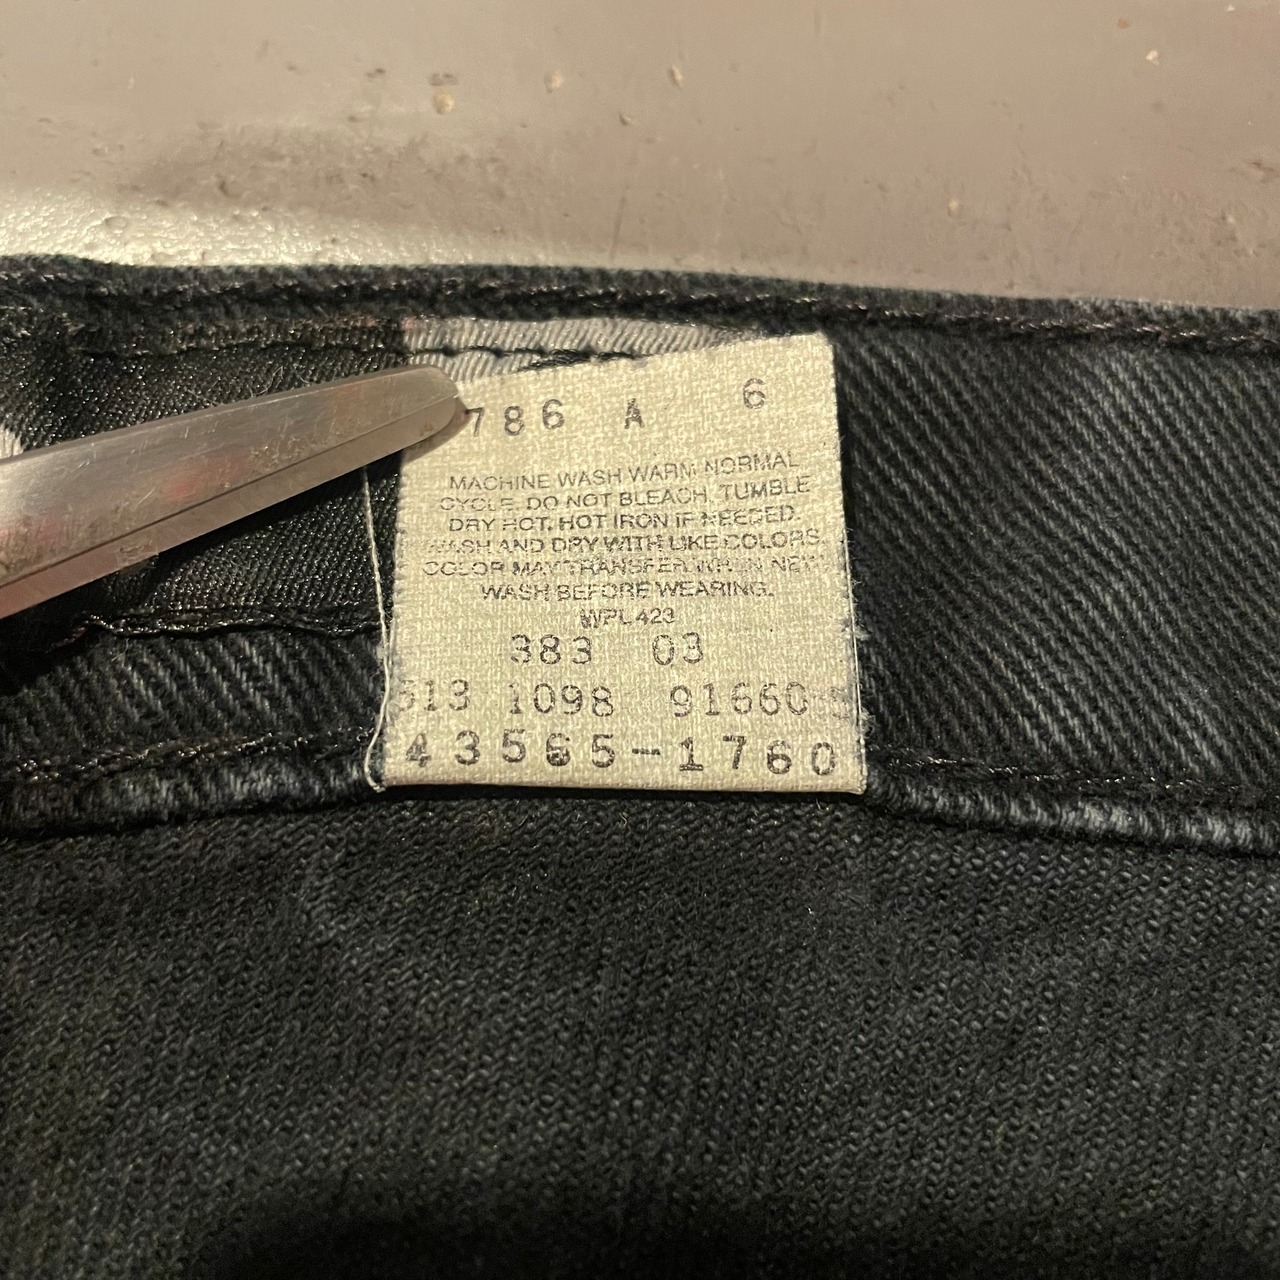 786 A 6
MACHINE WASH WARM NORMAL
CYCLE. DO NOT BLEACH. TUMBLE
DRY HOT. HOT IRON IF NEEDED.
WASH AND DRY WITH LIKE COLORS.
COLOR MAY TRANSFER WHEN NEW
WASH BEFORE WEARING.
WPL 423
383 03
513 1098 91660
43565-1760